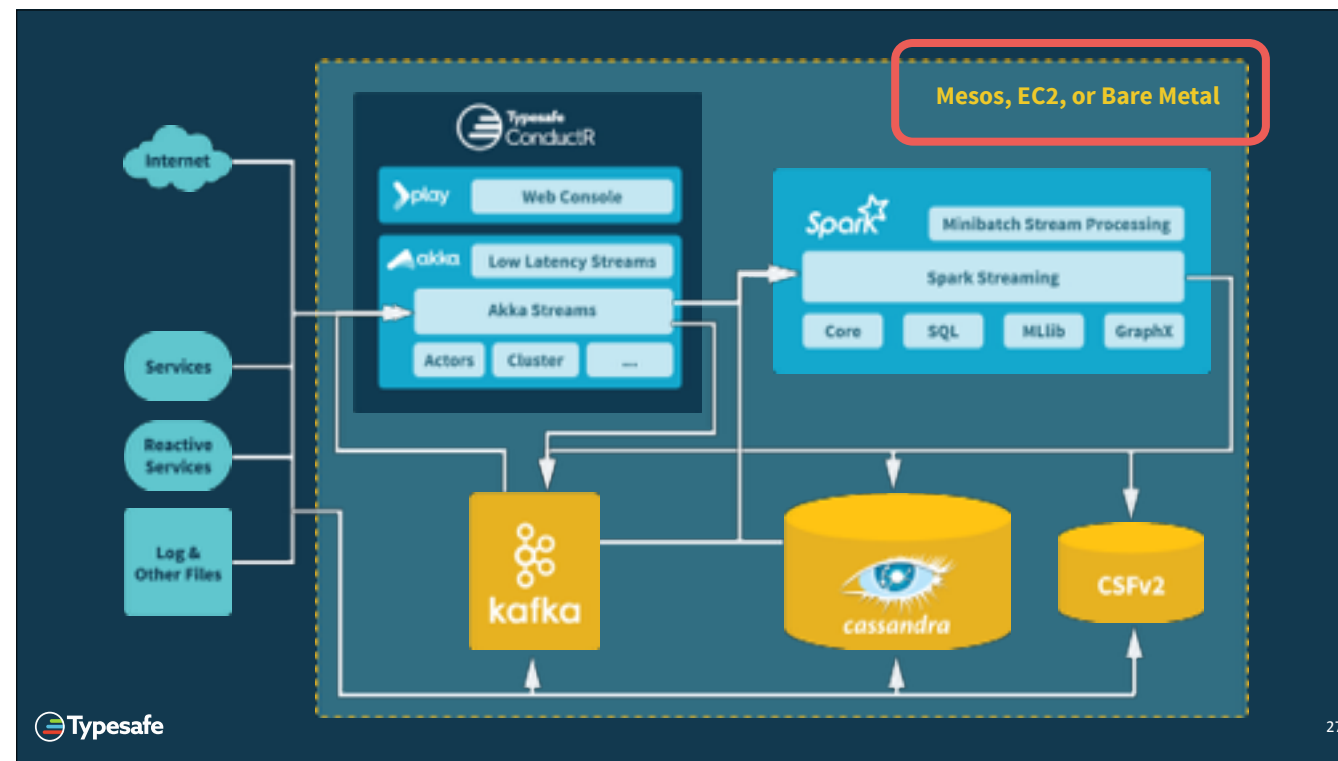 Mesos, EC2, or Bare Metal
Typesafe
ConductR
Internet
play
Web Console
akka
Low Latency Streams
Akka Streams
Actors
Cluster
....
Spark
Minibatch Stream Processing
Spark Streaming
Core
SQL
MLlib
GraphX
Services
Reactive
Services
Log &
Other Files
kafka
cassandra
CSFv2
Typesafe
27